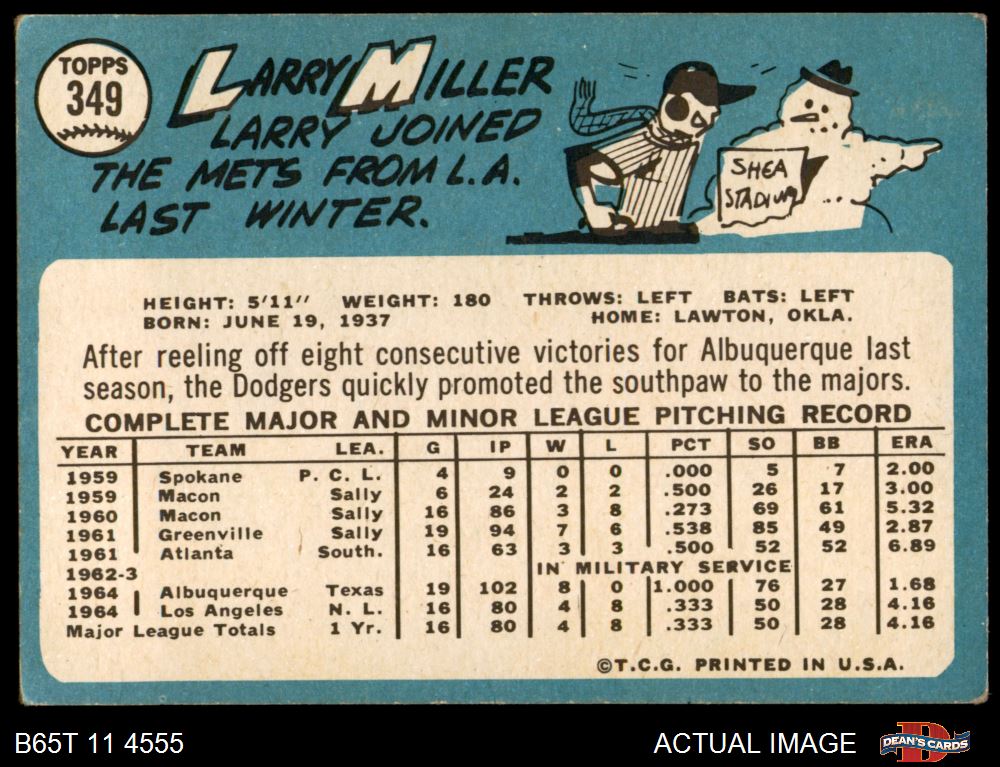 TOPPS
349
LARRY MILLER
LARRY JOINED
THE METS FROM L.A.
LAST WINTER.
SHEA
STADIUM
HEIGHT: 5'11" WEIGHT: 180 THROWS: LEFT BATS: LEFT
BORN: JUNE 19, 1937 HOME: LAWTON, OKLA.
After reeling off eight consecutive victories for Albuquerque last
season, the Dodgers quickly promoted the southpaw to the majors.
COMPLETE MAJOR AND MINOR LEAGUE PITCHING RECORD
YEAR TEAM LEA. G IP W L PCT SO BB ERA
1959 Spokane P. C. L. 4 9 0 0 .000 5 7 2.00
1959 Macon Sally 6 24 2 2 .500 26 17 3.00
1960 Macon Sally 16 86 3 8 .273 69 61 5.32
1961 Greenville Sally 19 94 7 6 .538 85 49 2.87
1961 Atlanta South. 16 63 3 3 .500 52 52 6.89
1962-3 IN MILITARY SERVICE
1964 Albuquerque Texas 19 102 8 0 1.000 76 27 1.68
1964 Los Angeles N. L. 16 80 4 8 .333 50 28 4.16
Major League Totals 1 Yr. 16 80 4 8 .333 50 28 4.16
©T.C.G. PRINTED IN U.S.A.
B65T 11 4555
ACTUAL IMAGE
DEAN'S CARDS